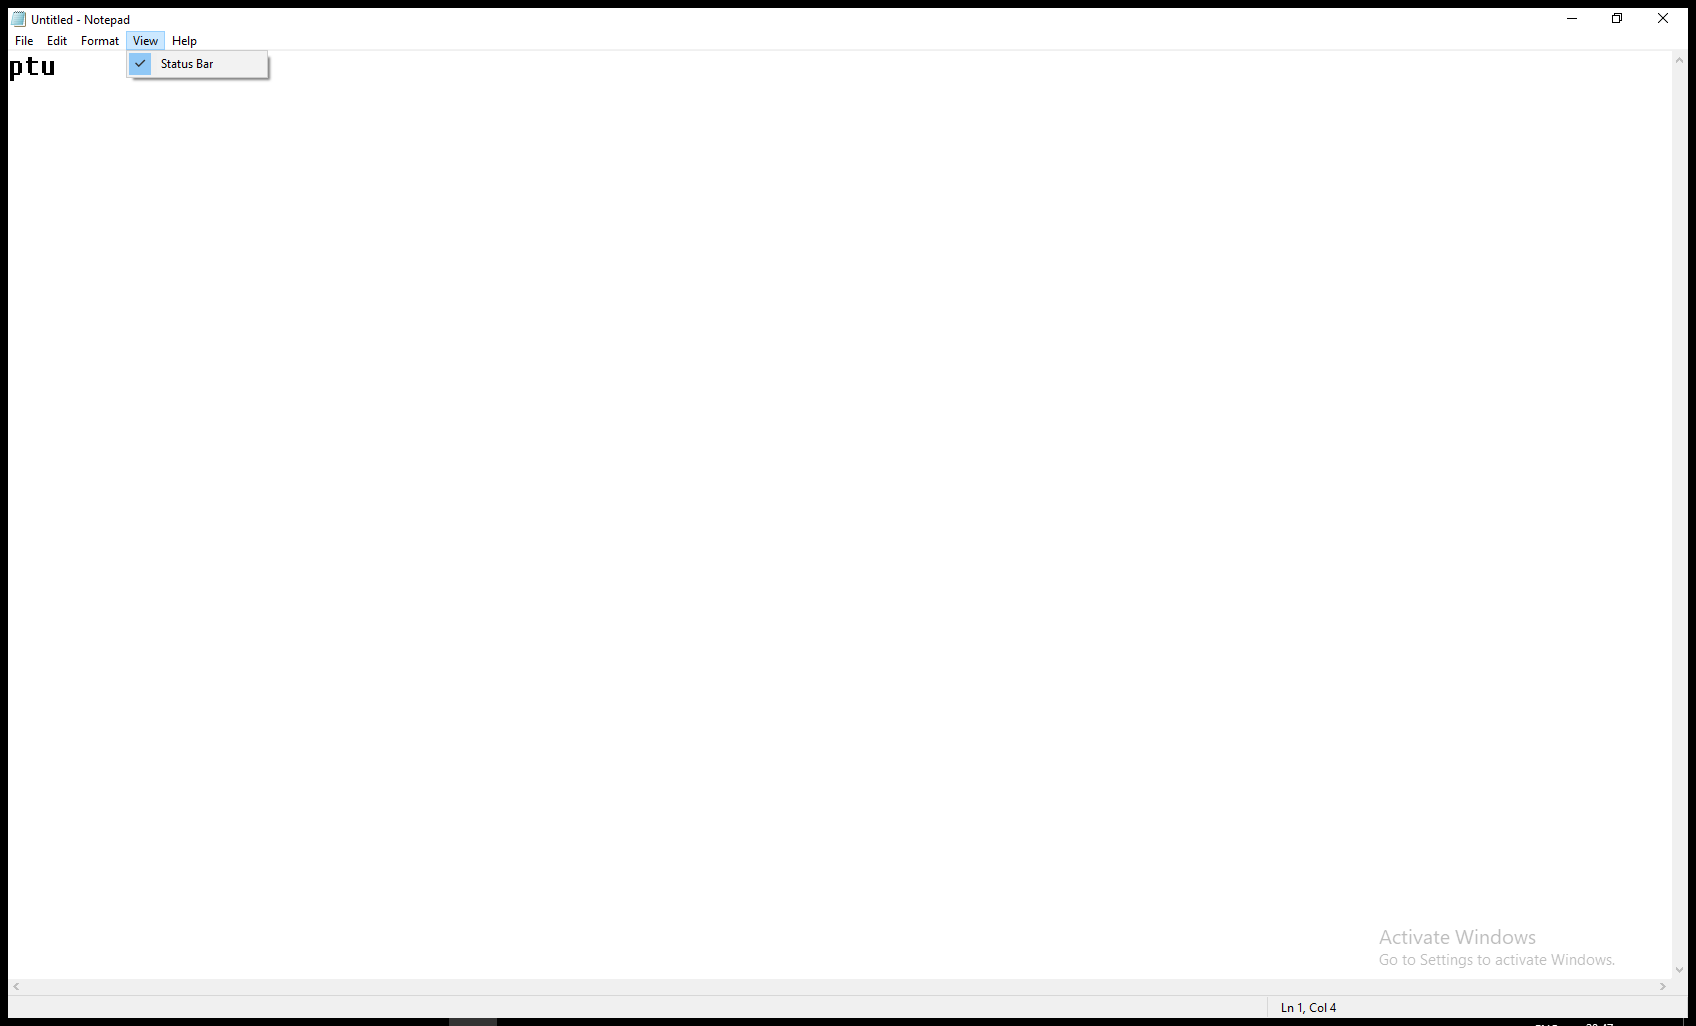 Untitled - Notepad
File Edit Format View Help
Status Bar
ptu
Activate Windows
Go to Settings to activate Windows.
Ln 1, Col 4